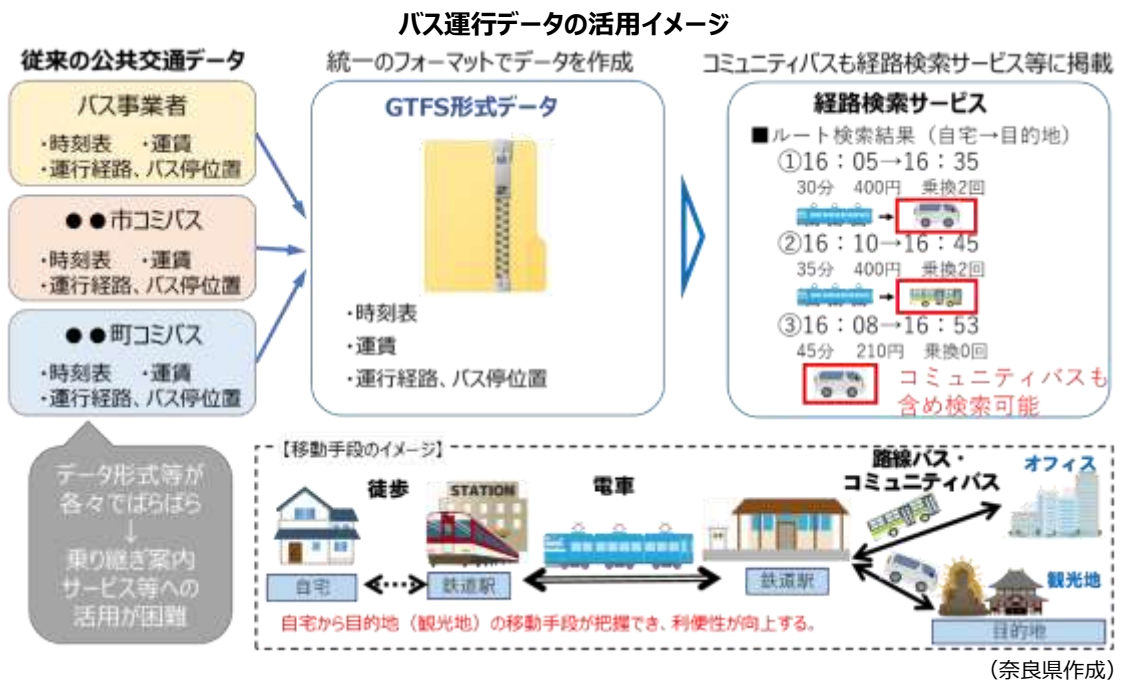 バス運行データの活用イメージ
従来の公共交通データ
バス事業者
・時刻表 ・運賃
・運行経路、バス停位置
●●市コミバス
・時刻表 ・運賃
・運行経路、バス停位置
●●町コミバス
・時刻表 ・運賃
・運行経路、バス停位置
データ形式等が
各々でばらばら
↓
乗り継ぎ案内
サービス等への
活用が困難
統一のフォーマットでデータを作成
GTFS形式データ
・時刻表
・運賃
・運行経路、バス停位置
コミュニティバスも経路検索サービス等に掲載
経路検索サービス
■ルート検索結果（自宅→目的地）
①16：05→16：35
30分 400円 乗換2回
②16：10→16：45
35分 400円 乗換2回
③16：08→16：53
45分 210円 乗換0回
コミュニティバスも
含め検索可能
【移動手段のイメージ】
徒歩
STATION
電車
路線バス・
コミュニティバス
オフィス
観光地
自宅
鉄道駅
鉄道駅
目的地
自宅から目的地（観光地）の移動手段が把握でき、利便性が向上する。
（奈良県作成）